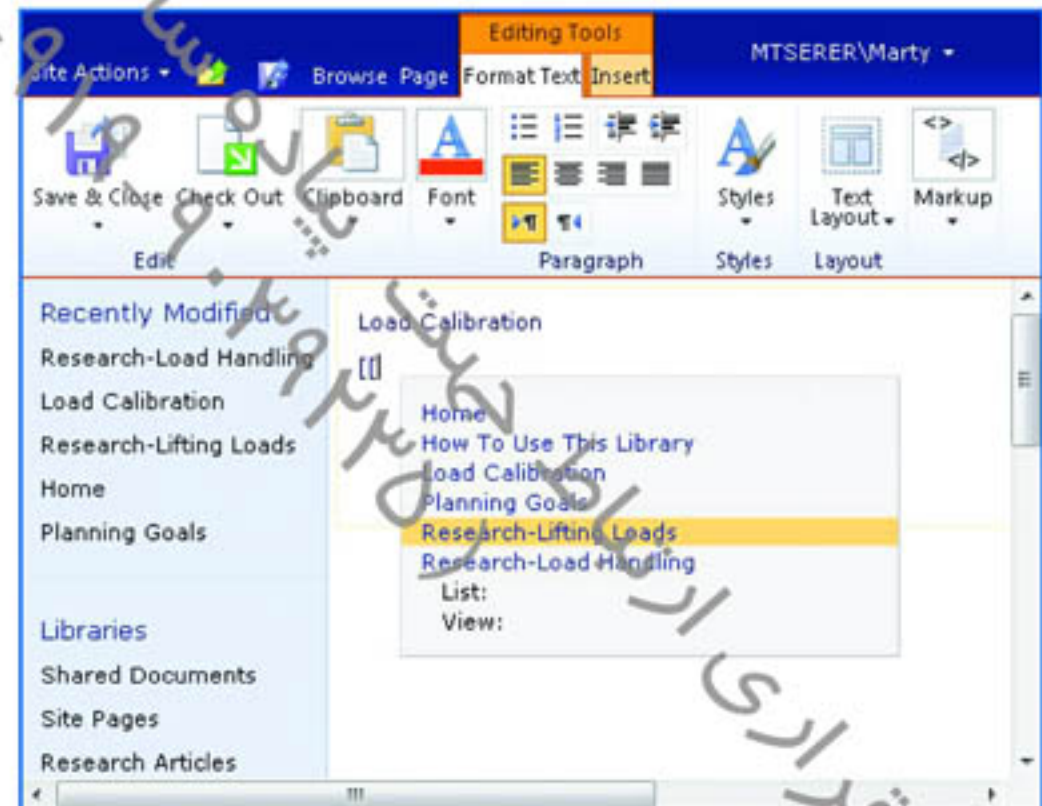 Editing Tools
Site Actions
Browse Page Format Text Insert
MTSERER\Marty
Save & Close Check Out Clipboard Font Styles Text Layout Markup
Edit Paragraph Styles Layout
Recently Modified
Research-Load Handling
Load Calibration
Research-Lifting Loads
Home
Planning Goals
Libraries
Shared Documents
Site Pages
Research Articles
Load Calibration
[[
Home
How To Use This Library
Load Calibration
Planning Goals
Research-Lifting Loads
Research-Load Handling
List:
View:
ارتباط جهت پیاده